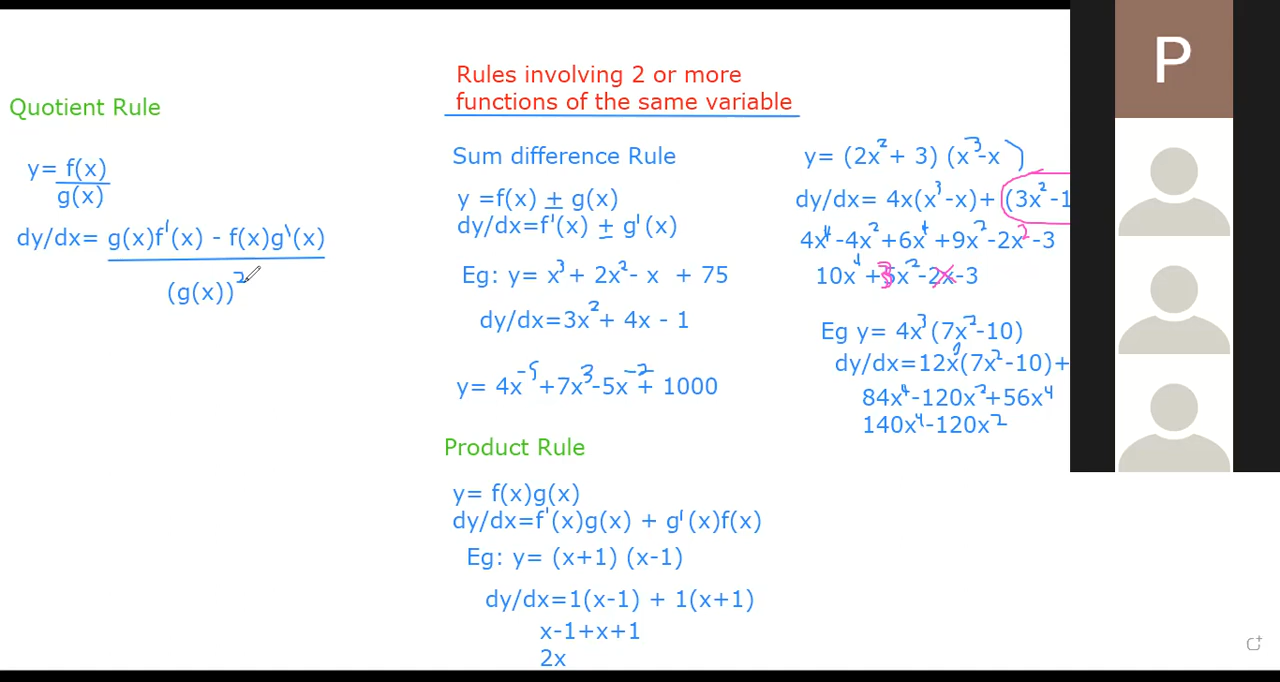 Quotient Rule
y= f(x)
g(x)
dy/dx= g(x)f'(x) - f(x)g'(x)
(g(x))²
Rules involving 2 or more
functions of the same variable
Sum difference Rule
y =f(x) ± g(x)
dy/dx=f'(x) ± g'(x)
Eg: y= x³+ 2x²- x + 75
dy/dx=3x²+ 4x - 1
y= 4x⁻⁵+7x³-5x⁻²+ 1000
Product Rule
y= f(x)g(x)
dy/dx=f'(x)g(x) + g'(x)f(x)
Eg: y= (x+1) (x-1)
dy/dx=1(x-1) + 1(x+1)
x-1+x+1
2x
y= (2x²+ 3) (x³-x)
dy/dx= 4x(x³-x)+ (3x²-1
4x⁴-4x²+6x⁴+9x²-2x²-3
10x⁴+3x²-2x-3
Eg y= 4x³(7x²-10)
dy/dx=12x²(7x²-10)+
84x⁴-120x²+56x⁴
140x⁴-120x²
P